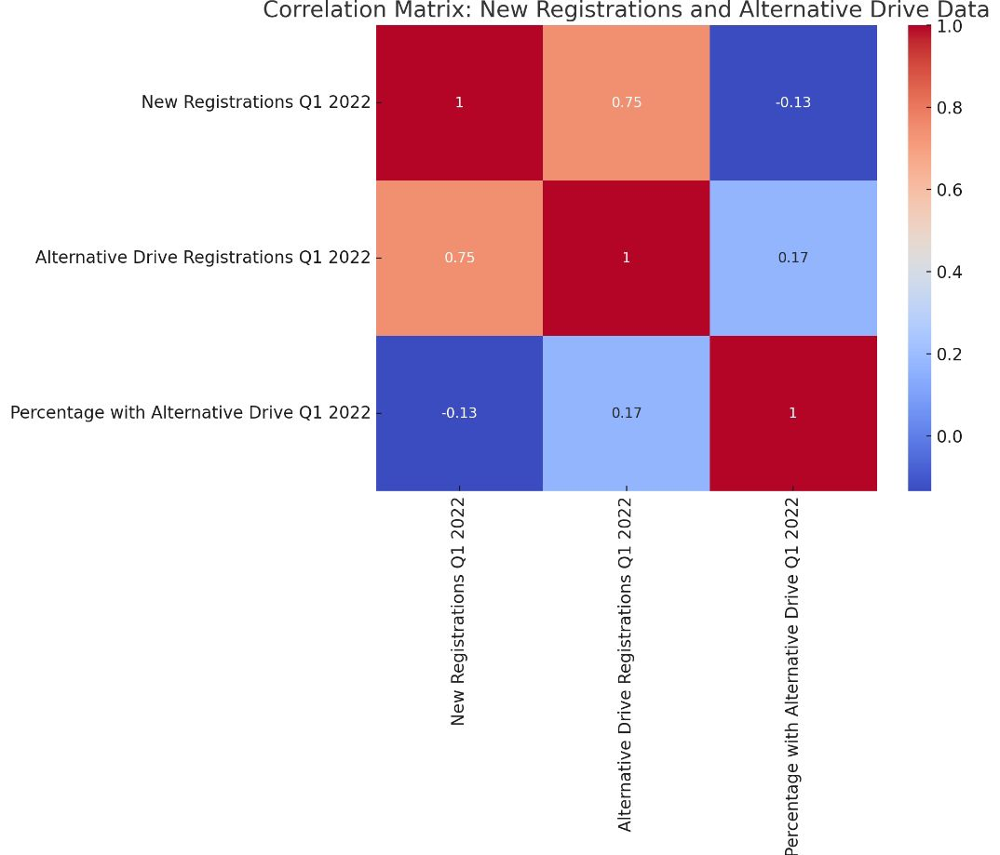 Correlation Matrix: New Registrations and Alternative Drive Data
New Registrations Q1 2022
1
0.75
-0.13
Alternative Drive Registrations Q1 2022
0.75
1
0.17
Percentage with Alternative Drive Q1 2022
-0.13
0.17
1
New Registrations Q1 2022
Alternative Drive Registrations Q1 2022
Percentage with Alternative Drive Q1 2022
1.0
0.8
0.6
0.4
0.2
0.0